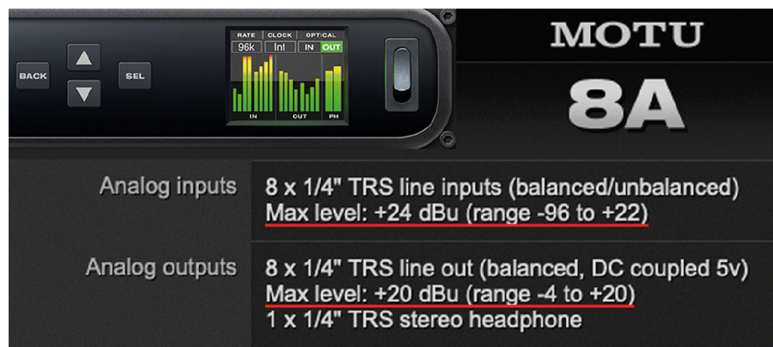 RATE CLOCK OPTICAL
96k Int IN OUT
BACK
SEL
IN OUT PH
MOTU
8A
Analog inputs
8 x 1/4" TRS line inputs (balanced/unbalanced)
Max level: +24 dBu (range -96 to +22)
Analog outputs
8 x 1/4" TRS line out (balanced, DC coupled 5v)
Max level: +20 dBu (range -4 to +20)
1 x 1/4" TRS stereo headphone